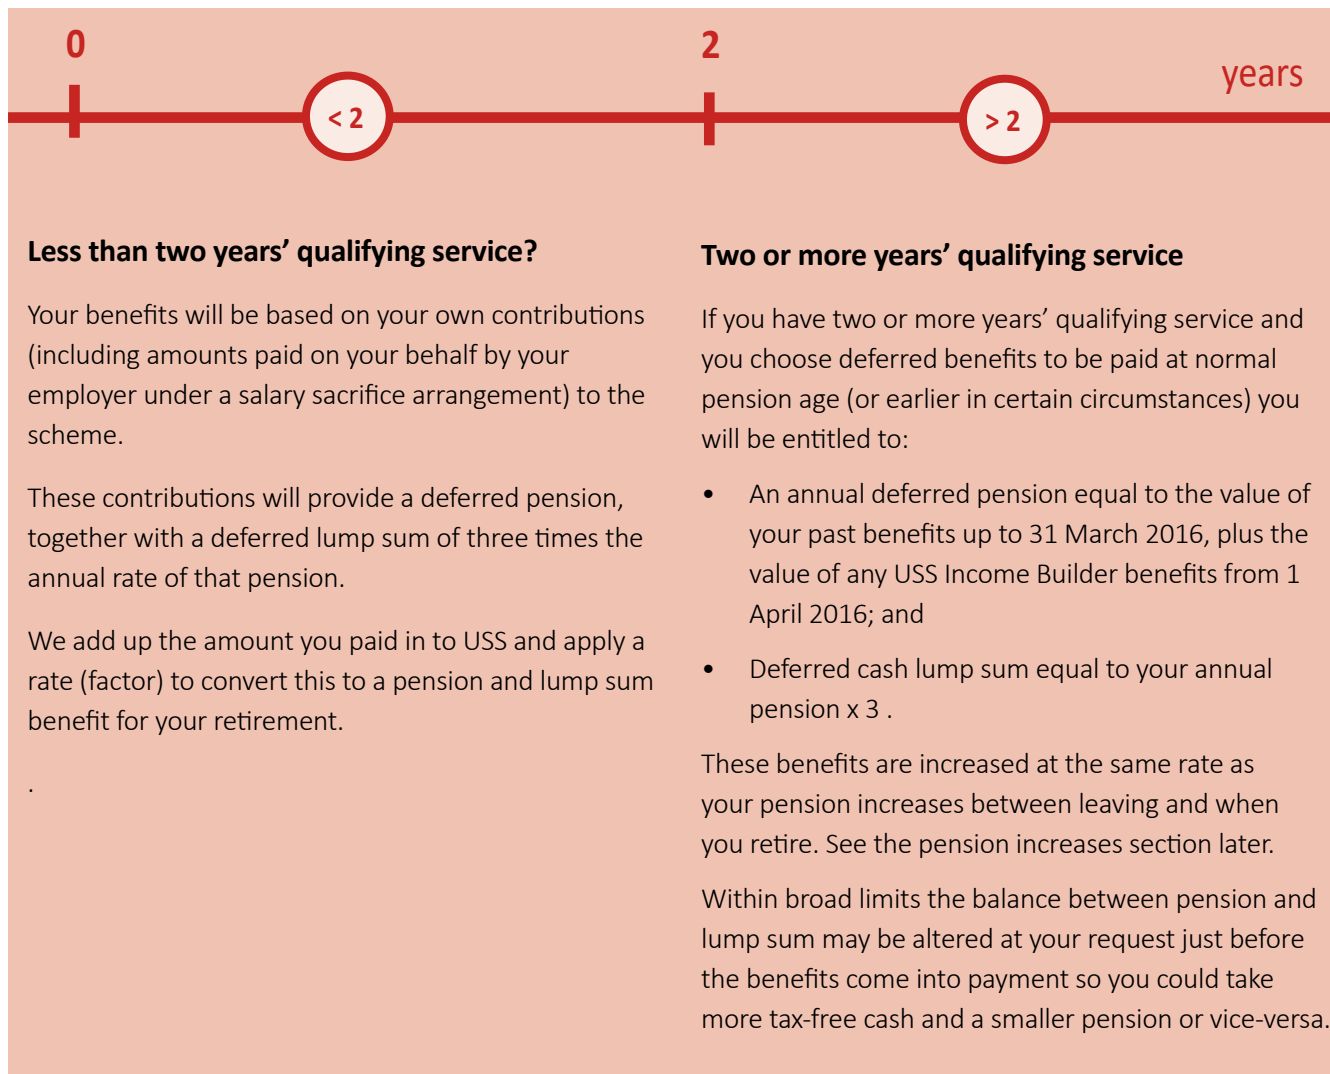 0
2
years
< 2
> 2
Less than two years’ qualifying service?
Your benefits will be based on your own contributions
(including amounts paid on your behalf by your
employer under a salary sacrifice arrangement) to the
scheme.
These contributions will provide a deferred pension,
together with a deferred lump sum of three times the
annual rate of that pension.
We add up the amount you paid in to USS and apply a
rate (factor) to convert this to a pension and lump sum
benefit for your retirement.
.
Two or more years’ qualifying service
If you have two or more years’ qualifying service and
you choose deferred benefits to be paid at normal
pension age (or earlier in certain circumstances) you
will be entitled to:
• An annual deferred pension equal to the value of
your past benefits up to 31 March 2016, plus the
value of any USS Income Builder benefits from 1
April 2016; and
• Deferred cash lump sum equal to your annual
pension x 3 .
These benefits are increased at the same rate as
your pension increases between leaving and when
you retire. See the pension increases section later.
Within broad limits the balance between pension and
lump sum may be altered at your request just before
the benefits come into payment so you could take
more tax-free cash and a smaller pension or vice-versa.